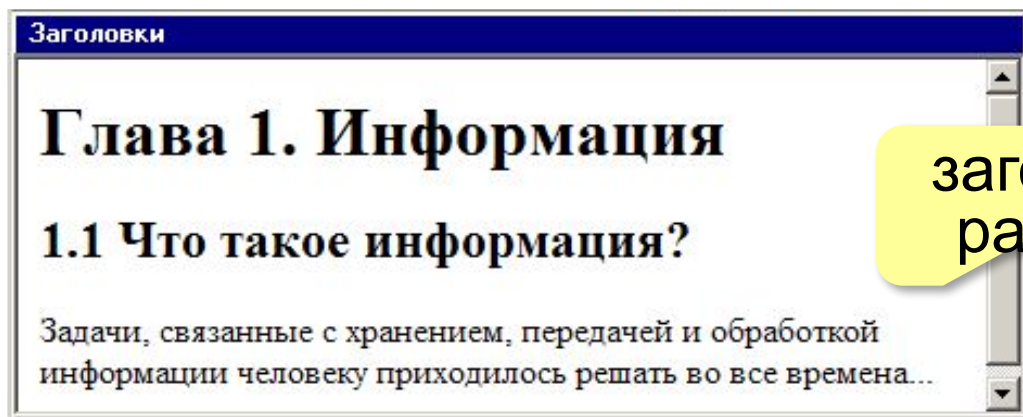 Заголовки
Глава 1. Информация
1.1 Что такое информация?
Задачи, связанные с хранением, передачей и обработкой
информации человеку приходилось решать во все времена...